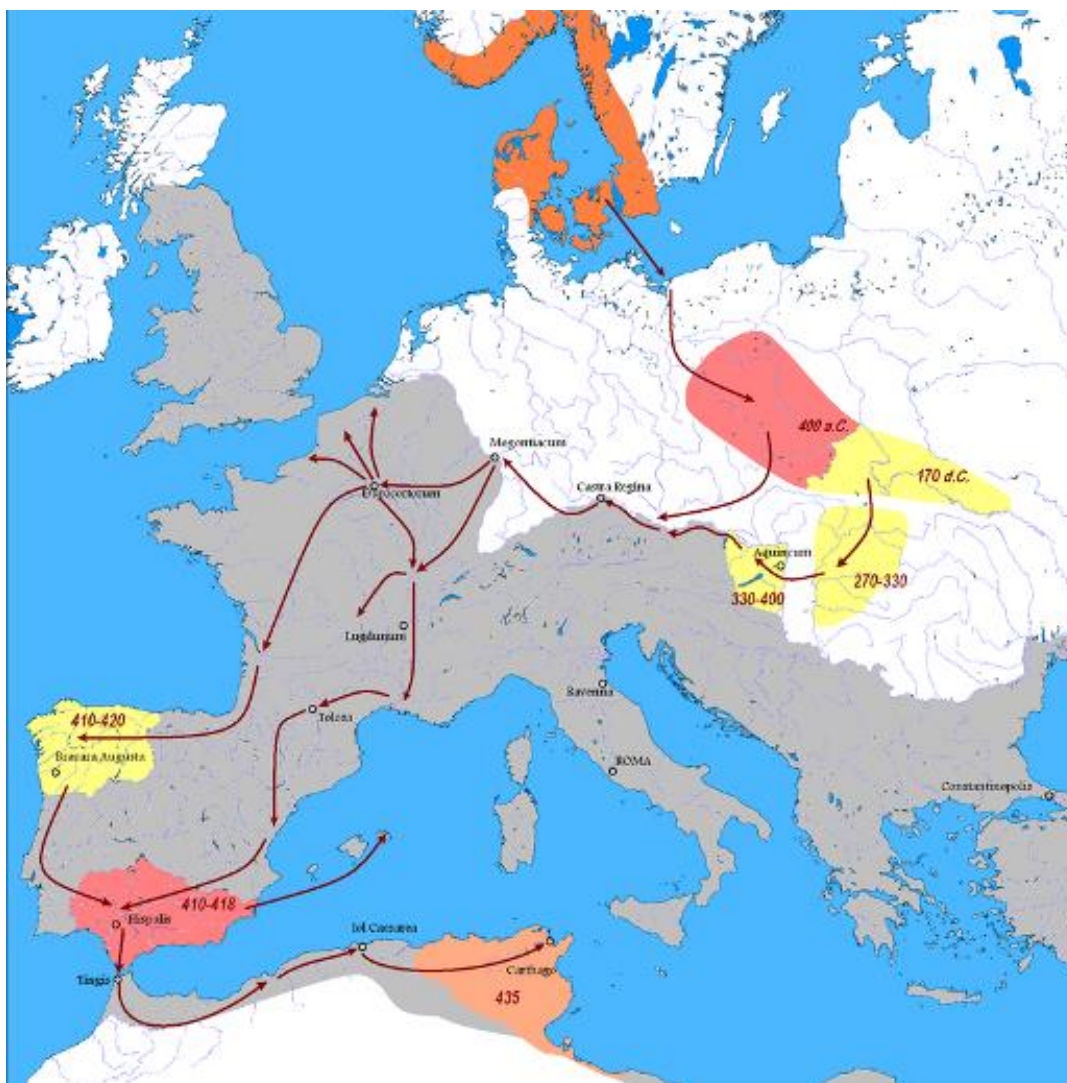 400 a.C.
Mogontiacum
170 d.C.
Castra Regina
Aquincum
270-330
330-400
Lugdunum
Ravenna
Tolosa
410-420
Bracara Augusta
ROMA
Constantinopolis
410-418
Hispalis
Iol Caesarea
Carthago
Tingis
435